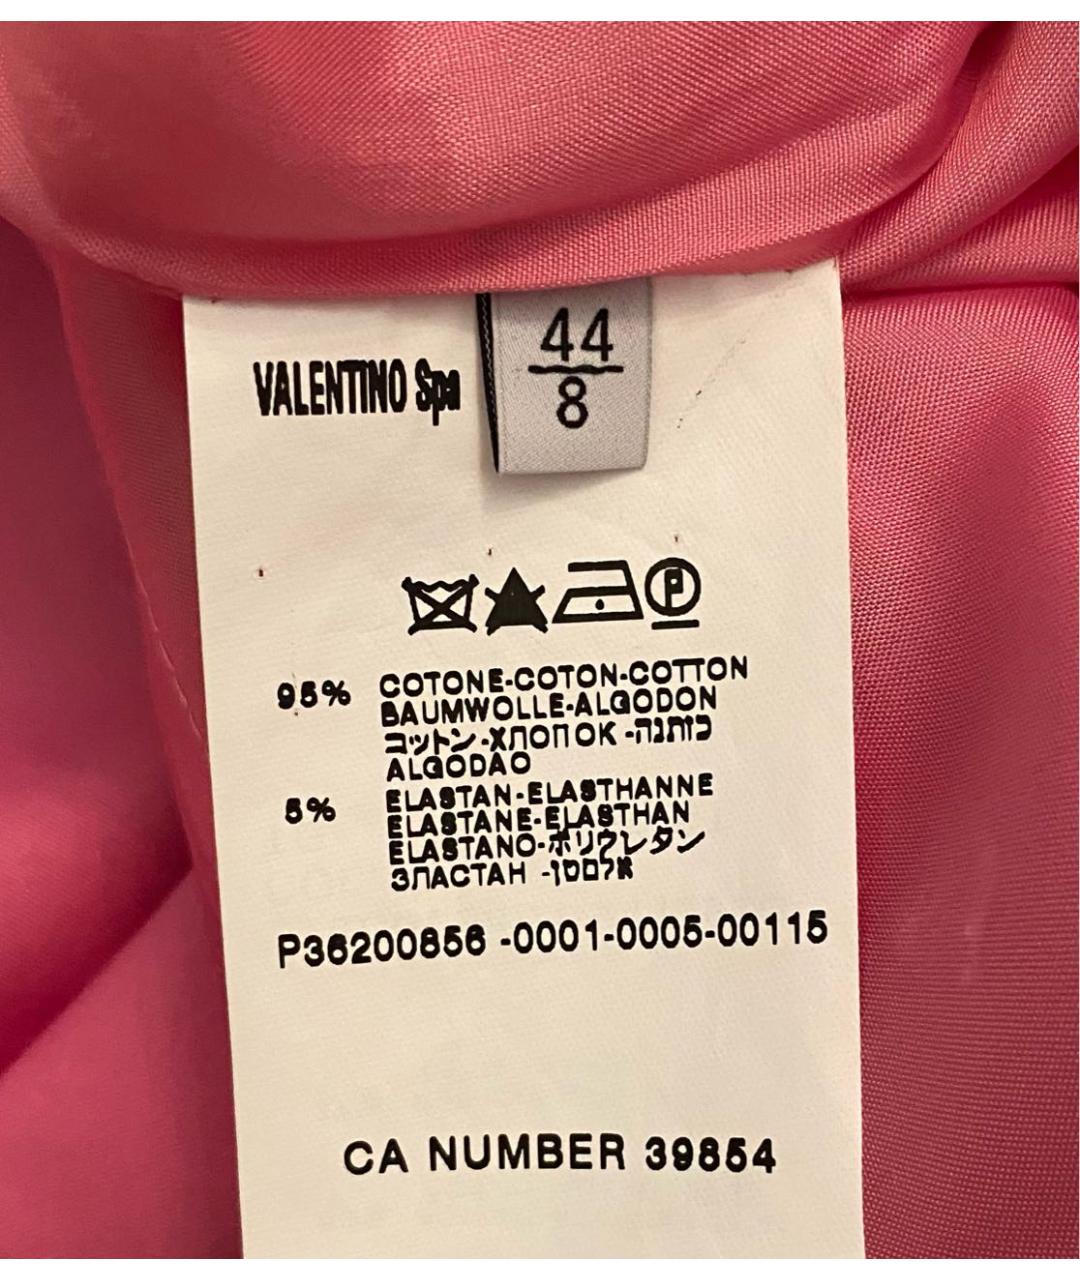 VALENTINO Spa
44
8
P
95% COTONE-COTON-COTTON
BAUMWOLLE-ALGODON
コットン-ХЛОПОК-כותנה
ALGODAO
5% ELASTAN-ELASTHANNE
ELASTANE-ELASTHAN
ELASTANO-ポリウレタン
ЭЛАСТАН -אלסטן
P36200856 -0001-0005-00115
CA NUMBER 39854